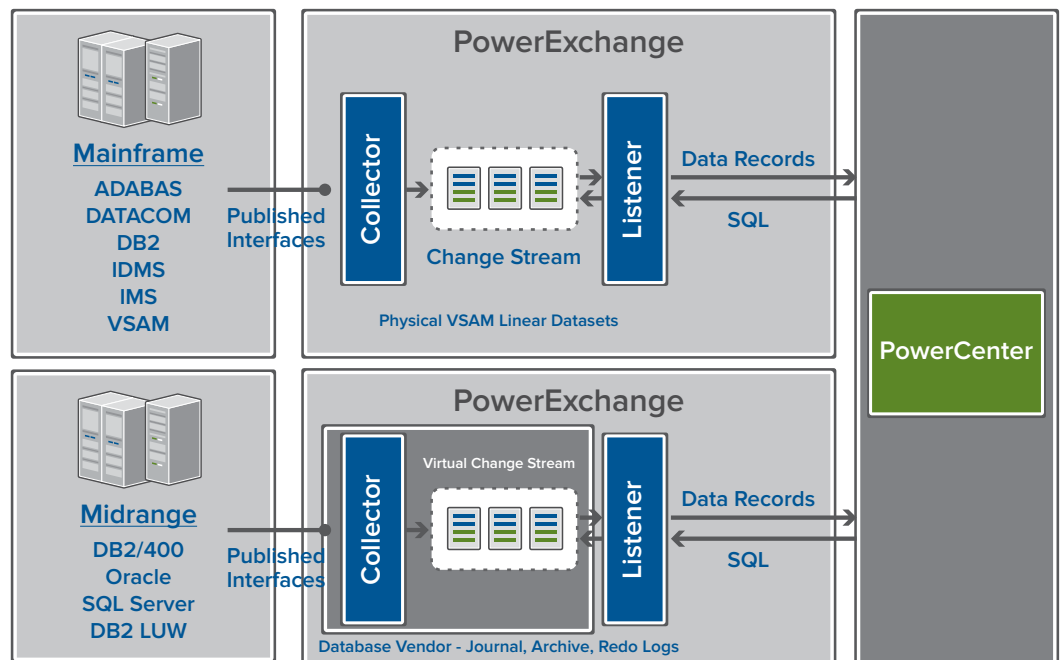 PowerExchange
Mainframe
ADABAS
DATACOM
DB2
IDMS
IMS
VSAM
Published
Interfaces
Collector
Change Stream
Listener
Data Records
SQL
Physical VSAM Linear Datasets
PowerCenter
PowerExchange
Midrange
DB2/400
Oracle
SQL Server
DB2 LUW
Published
Interfaces
Collector
Virtual Change Stream
Listener
Data Records
SQL
Database Vendor - Journal, Archive, Redo Logs